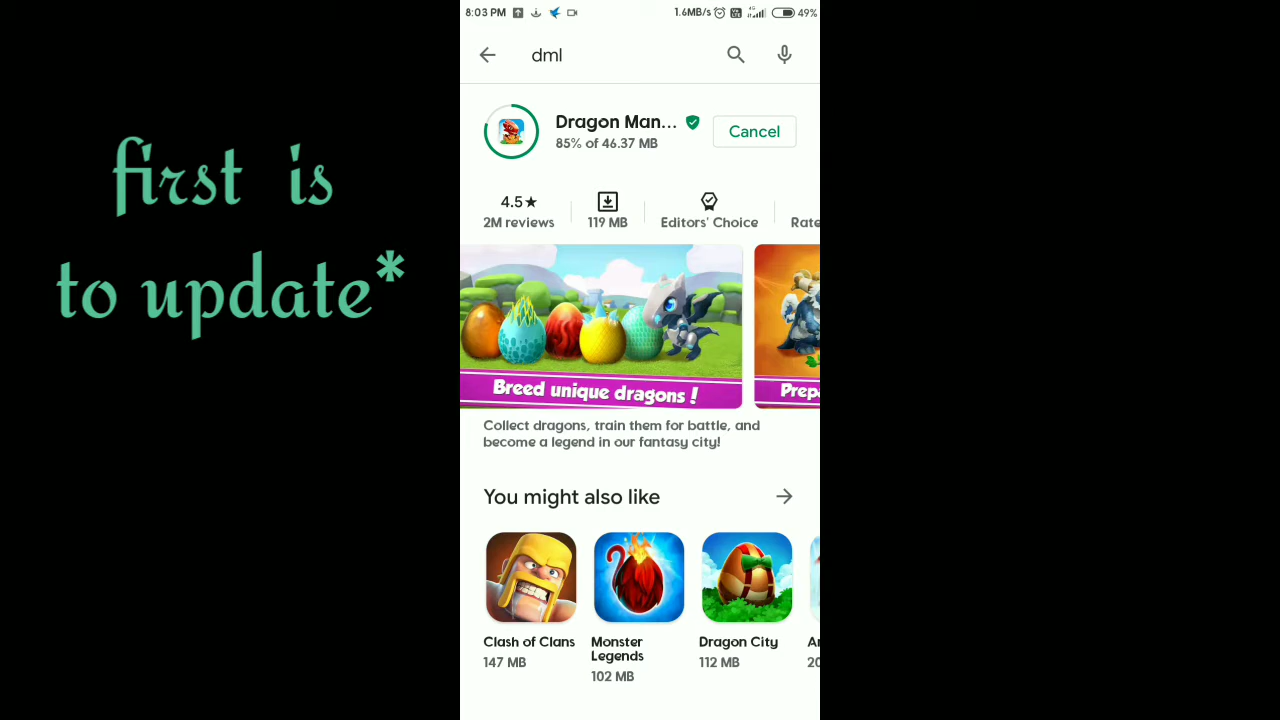 8:03 PM
1.6MB/s
49%
dml
first is
to update*
Dragon Man...
85% of 46.37 MB
Cancel
4.5★
2M reviews
119 MB
Editors' Choice
Rate
Breed unique dragons!
Prep
Collect dragons, train them for battle, and
become a legend in our fantasy city!
You might also like
Clash of Clans
147 MB
Monster
Legends
102 MB
Dragon City
112 MB